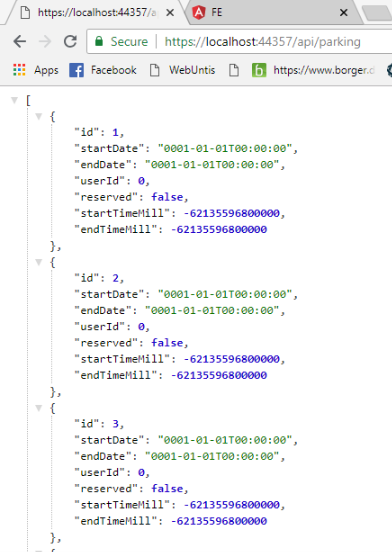 https://localhost:44357/a
FE
Secure https://localhost:44357/api/parking
Apps Facebook WebUntis https://www.borger.d
[
{
"id": 1,
"startDate": "0001-01-01T00:00:00",
"endDate": "0001-01-01T00:00:00",
"userId": 0,
"reserved": false,
"startTimeMill": -62135596800000,
"endTimeMill": -62135596800000
},
{
"id": 2,
"startDate": "0001-01-01T00:00:00",
"endDate": "0001-01-01T00:00:00",
"userId": 0,
"reserved": false,
"startTimeMill": -62135596800000,
"endTimeMill": -62135596800000
},
{
"id": 3,
"startDate": "0001-01-01T00:00:00",
"endDate": "0001-01-01T00:00:00",
"userId": 0,
"reserved": false,
"startTimeMill": -62135596800000,
"endTimeMill": -62135596800000
},
{